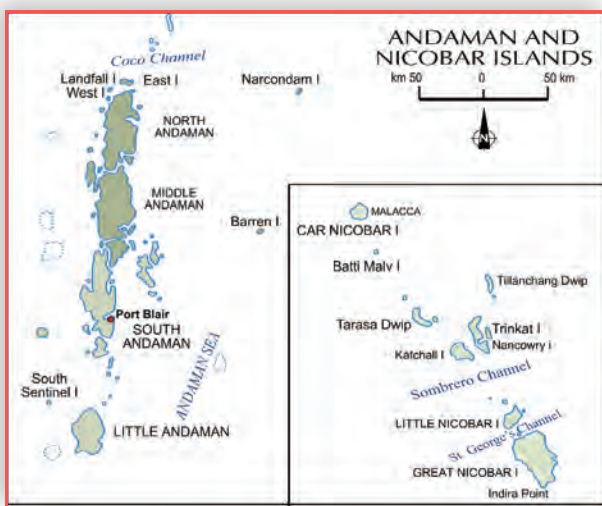 ANDAMAN AND
NICOBAR ISLANDS
km 50 0 50 km
N
Coco Channel
Landfall I
West I
East I
Narcondam I
NORTH
ANDAMAN
MIDDLE
ANDAMAN
Barren I
Port Blair
SOUTH
ANDAMAN
ANDAMAN SEA
South
Sentinel I
LITTLE ANDAMAN
MALACCA
CAR NICOBAR I
Batti Malv I
Tillanchang Dwip
Tarasa Dwip
Trinkat I
Nancowry I
Katchall I
Sombrero Channel
LITTLE NICOBAR I
St. George's Channel
GREAT NICOBAR I
Indira Point